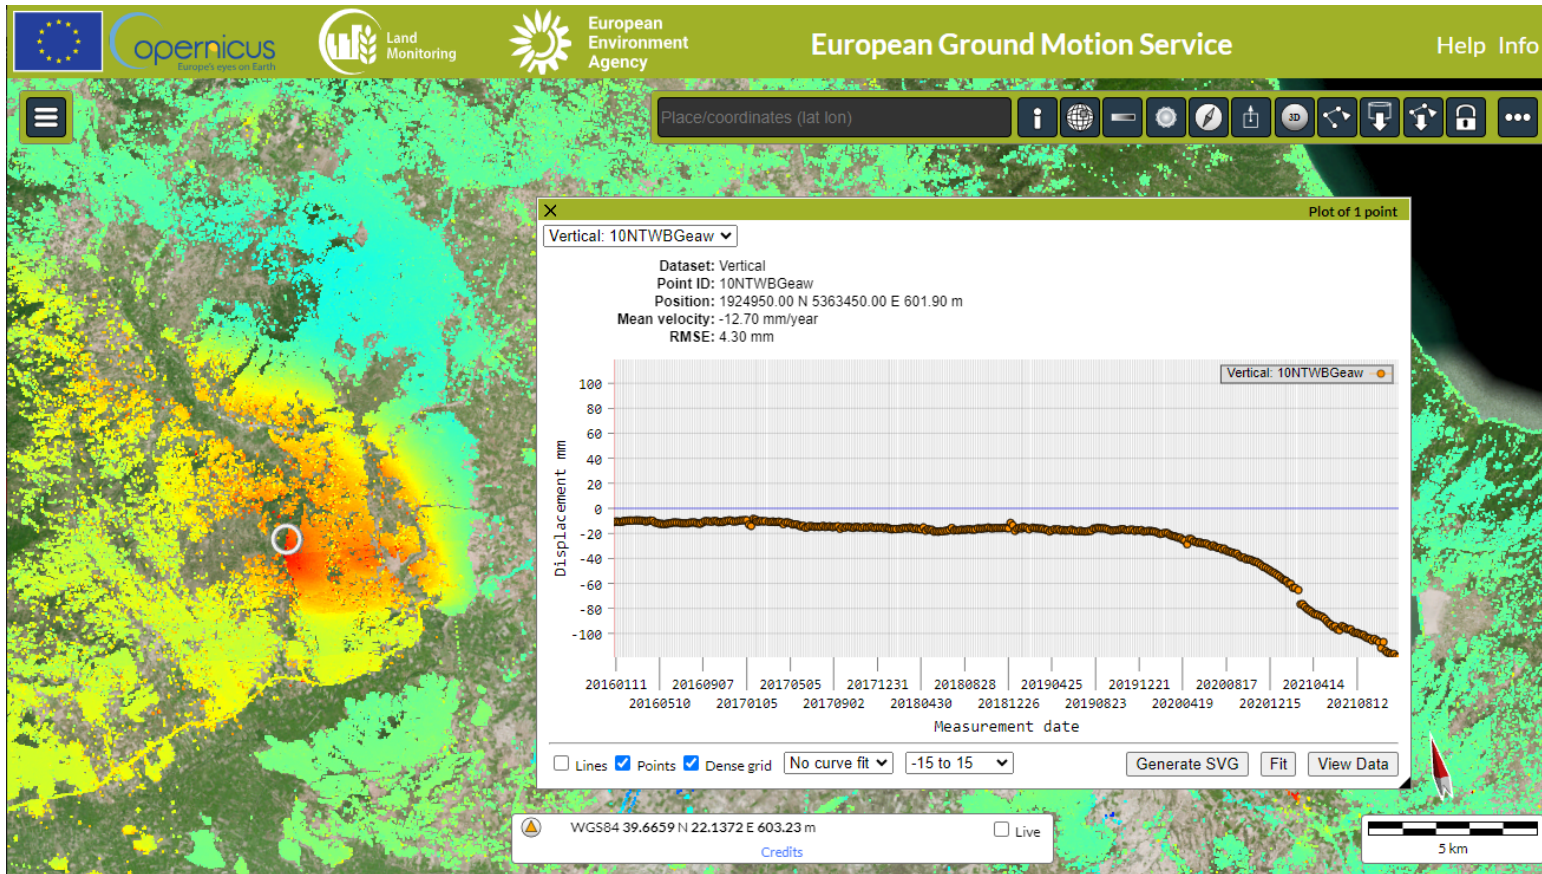 opernicus
Europe's eyes on Earth
Land
Monitoring
European
Environment
Agency
European Ground Motion Service
Help Info
Place/coordinates (lat lon)
3D
Plot of 1 point
Vertical: 10NTWBGeaw
Dataset: Vertical
Point ID: 10NTWBGeaw
Position: 1924950.00 N 5363450.00 E 601.90 m
Mean velocity: -12.70 mm/year
RMSE: 4.30 mm
Vertical: 10NTWBGeaw
100
80
60
40
20
0
-20
-40
-60
-80
-100
Displacement mm
20160111 20160907 20170505 20171231 20180828 20190425 20191221 20200817 20210414
20160510 20170105 20170902 20180430 20181226 20190823 20200419 20201215 20210812
Measurement date
Lines Points Dense grid No curve fit -15 to 15 Generate SVG Fit View Data
WGS84 39.6659 N 22.1372 E 603.23 m Live
Credits
5 km